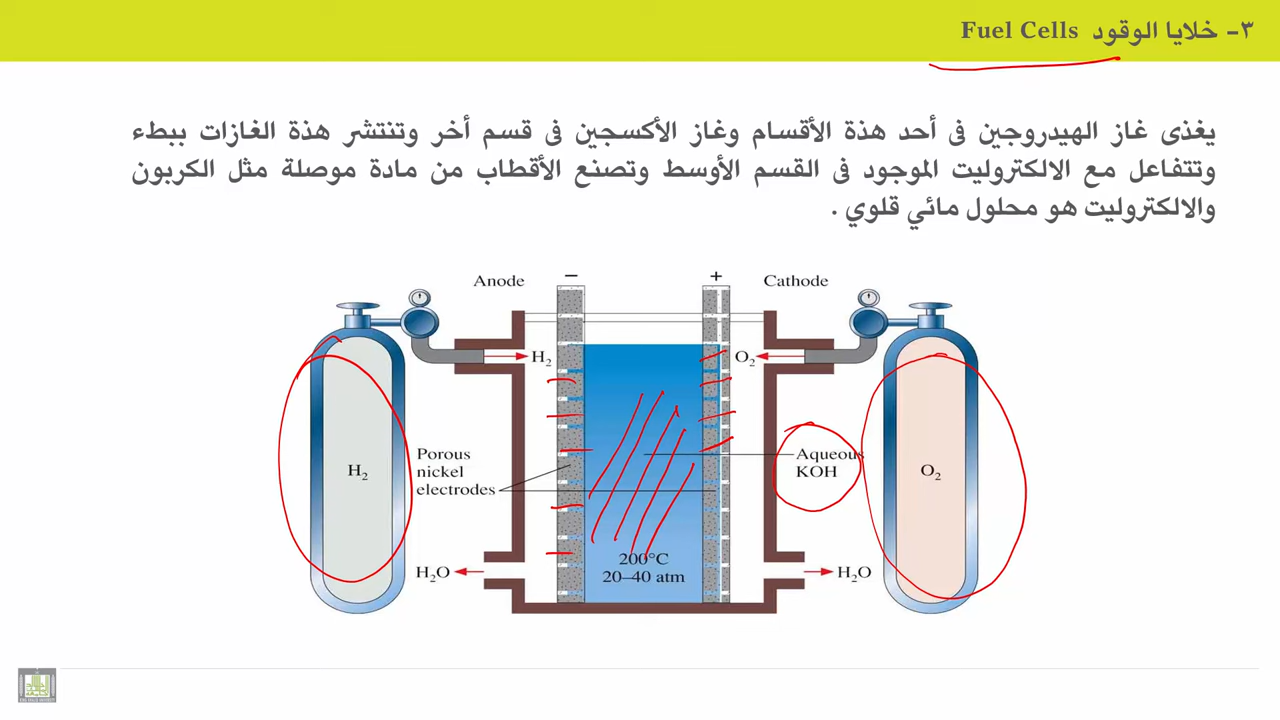 ٣- خلايا الوقود Fuel Cells
يغذى غاز الهيدروجين فى أحد هذة الأقسام وغاز الأكسجين فى قسم أخر وتنتشر هذة الغازات ببطء
وتتفاعل مع الالكتروليت الموجود فى القسم الأوسط وتصنع الأقطاب من مادة موصلة مثل الكربون
والالكتروليت هو محلول مائي قلوي .
Anode
−
+
Cathode
H₂
O₂
Porous
nickel
electrodes
Aqueous
KOH
H₂
O₂
200°C
20–40 atm
H₂O
H₂O